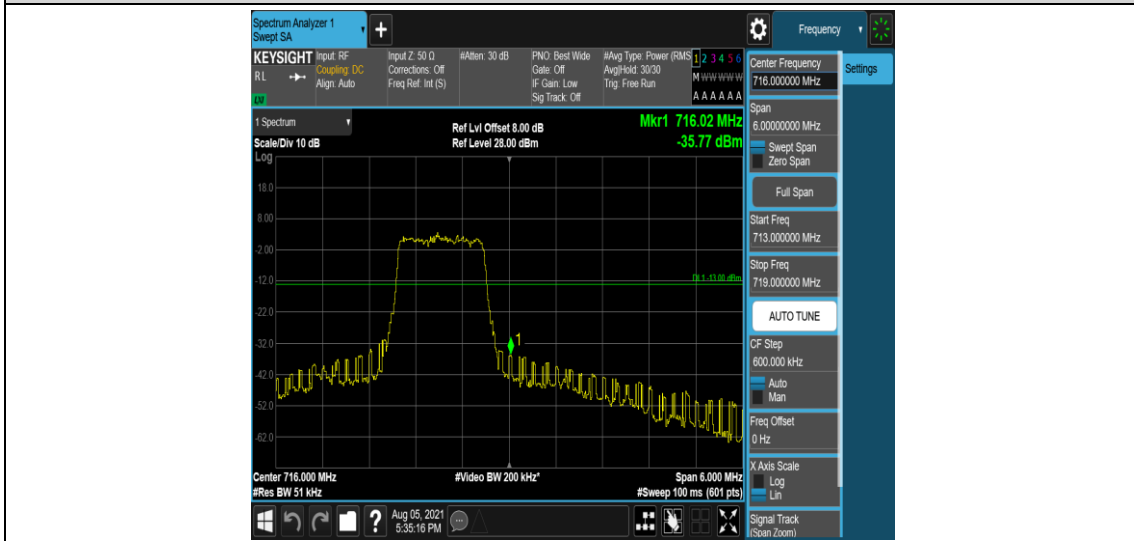 Spectrum Analyzer 1
Swept SA
+
Frequency
KEYSIGHT
R L
LXI
Input: RF
Coupling: DC
Align: Auto
Input Z: 50 Ω
Corrections: Off
Freq Ref: Int (S)
#Atten: 30 dB
PNO: Best Wide
Gate: Off
IF Gain: Low
Sig Track: Off
#Avg Type: Power (RMS
Avg|Hold: 30/30
Trig: Free Run
1 2 3 4 5 6
M W W W W W
A A A A A A
Center Frequency
716.000000 MHz
Settings
Span
6.00000000 MHz
Swept Span
Zero Span
Full Span
Start Freq
713.000000 MHz
Stop Freq
719.000000 MHz
AUTO TUNE
CF Step
600.000 kHz
Auto
Man
Freq Offset
0 Hz
X Axis Scale
Log
Lin
Signal Track
(Span Zoom)
1 Spectrum
Scale/Div 10 dB
Log
Ref Lvl Offset 8.00 dB
Ref Level 28.00 dBm
Mkr1 716.02 MHz
-35.77 dBm
18.0
8.00
-2.00
-12.0
DL1 -13.00 dBm
-22.0
-32.0
1
-42.0
-52.0
-62.0
Center 716.000 MHz
#Video BW 200 kHz*
Span 6.000 MHz
#Res BW 51 kHz
#Sweep 100 ms (601 pts)
?
Aug 05, 2021
5:35:16 PM